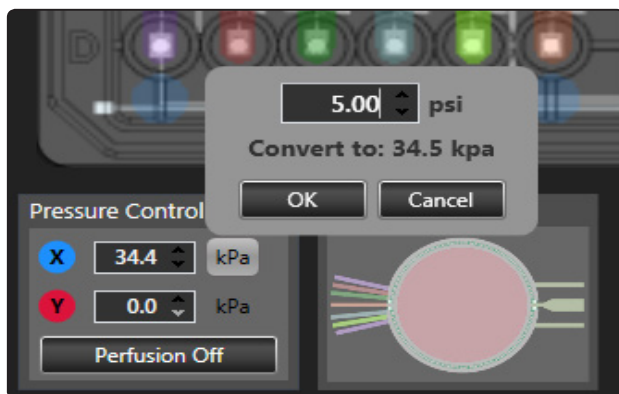 D
5.00 psi
Convert to: 34.5 kpa
OK Cancel
Pressure Control
X 34.4 kPa
Y 0.0 kPa
Perfusion Off